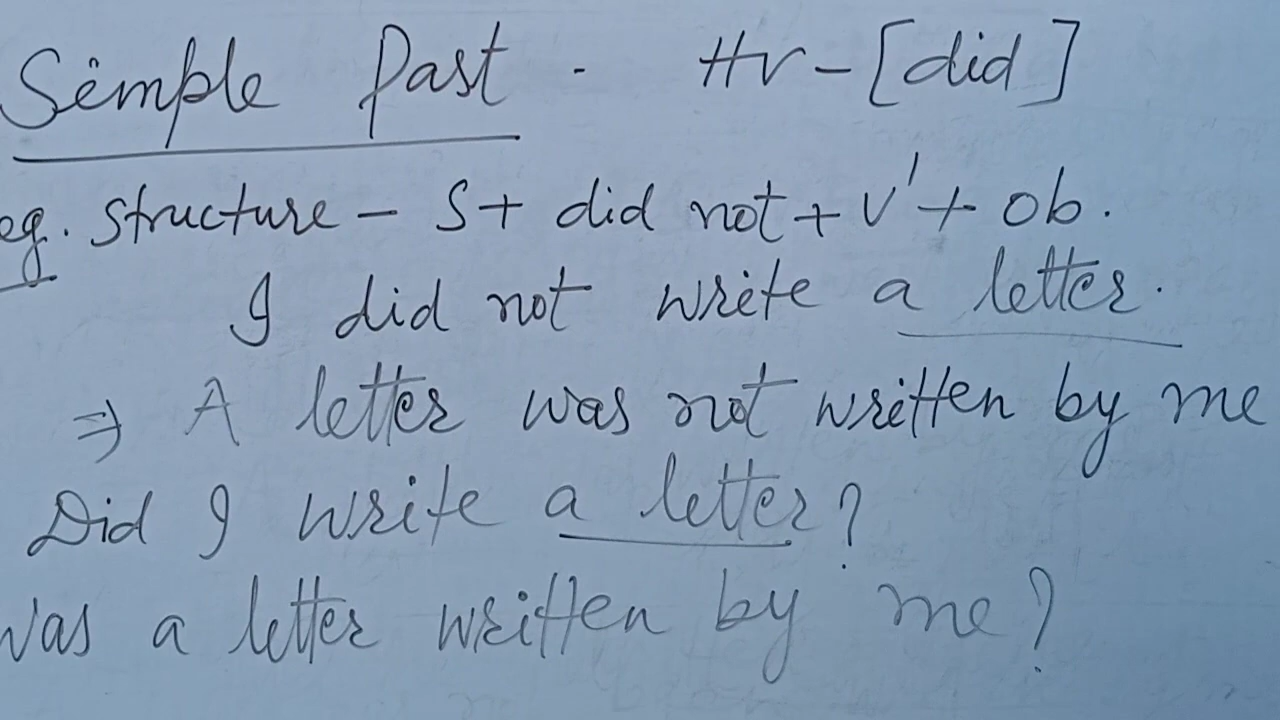 Simple Past - HV-[did]
eg. Structure - S+ did not + V' + ob.
I did not write a letter.
⇒ A letter was not written by me
Did I write a letter?
Was a letter written by me?